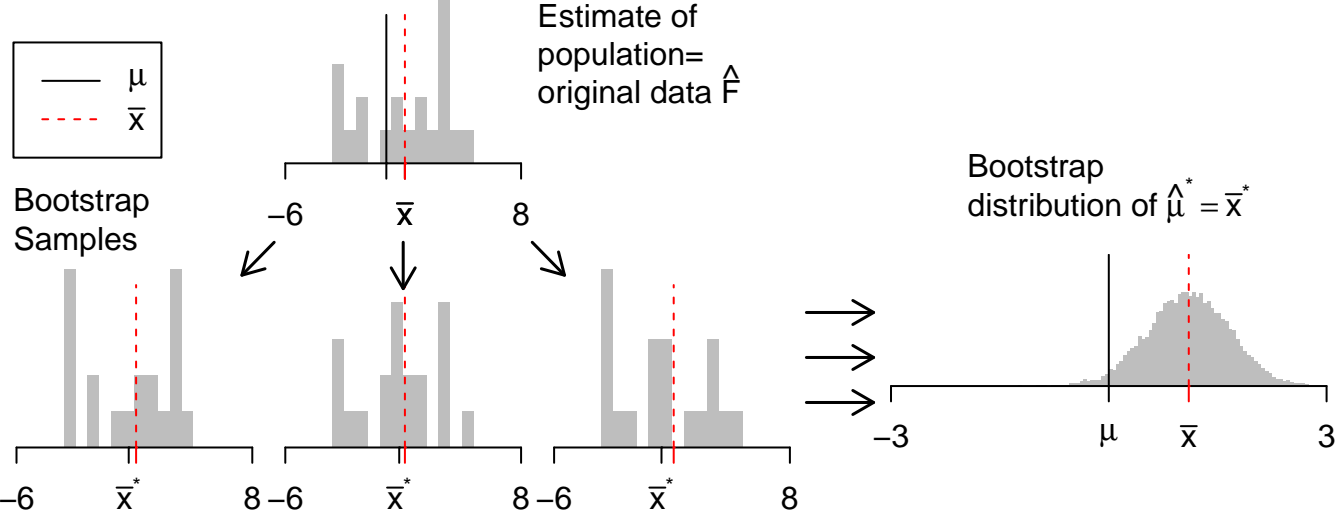 Estimate of
population=
original data F̂
μ
x̄
−6 x̄ 8
Bootstrap
Samples
Bootstrap
distribution of μ̂* = x̄*
−3 μ x̄ 3
−6 x̄* 8
−6 x̄* 8
−6 x̄* 8